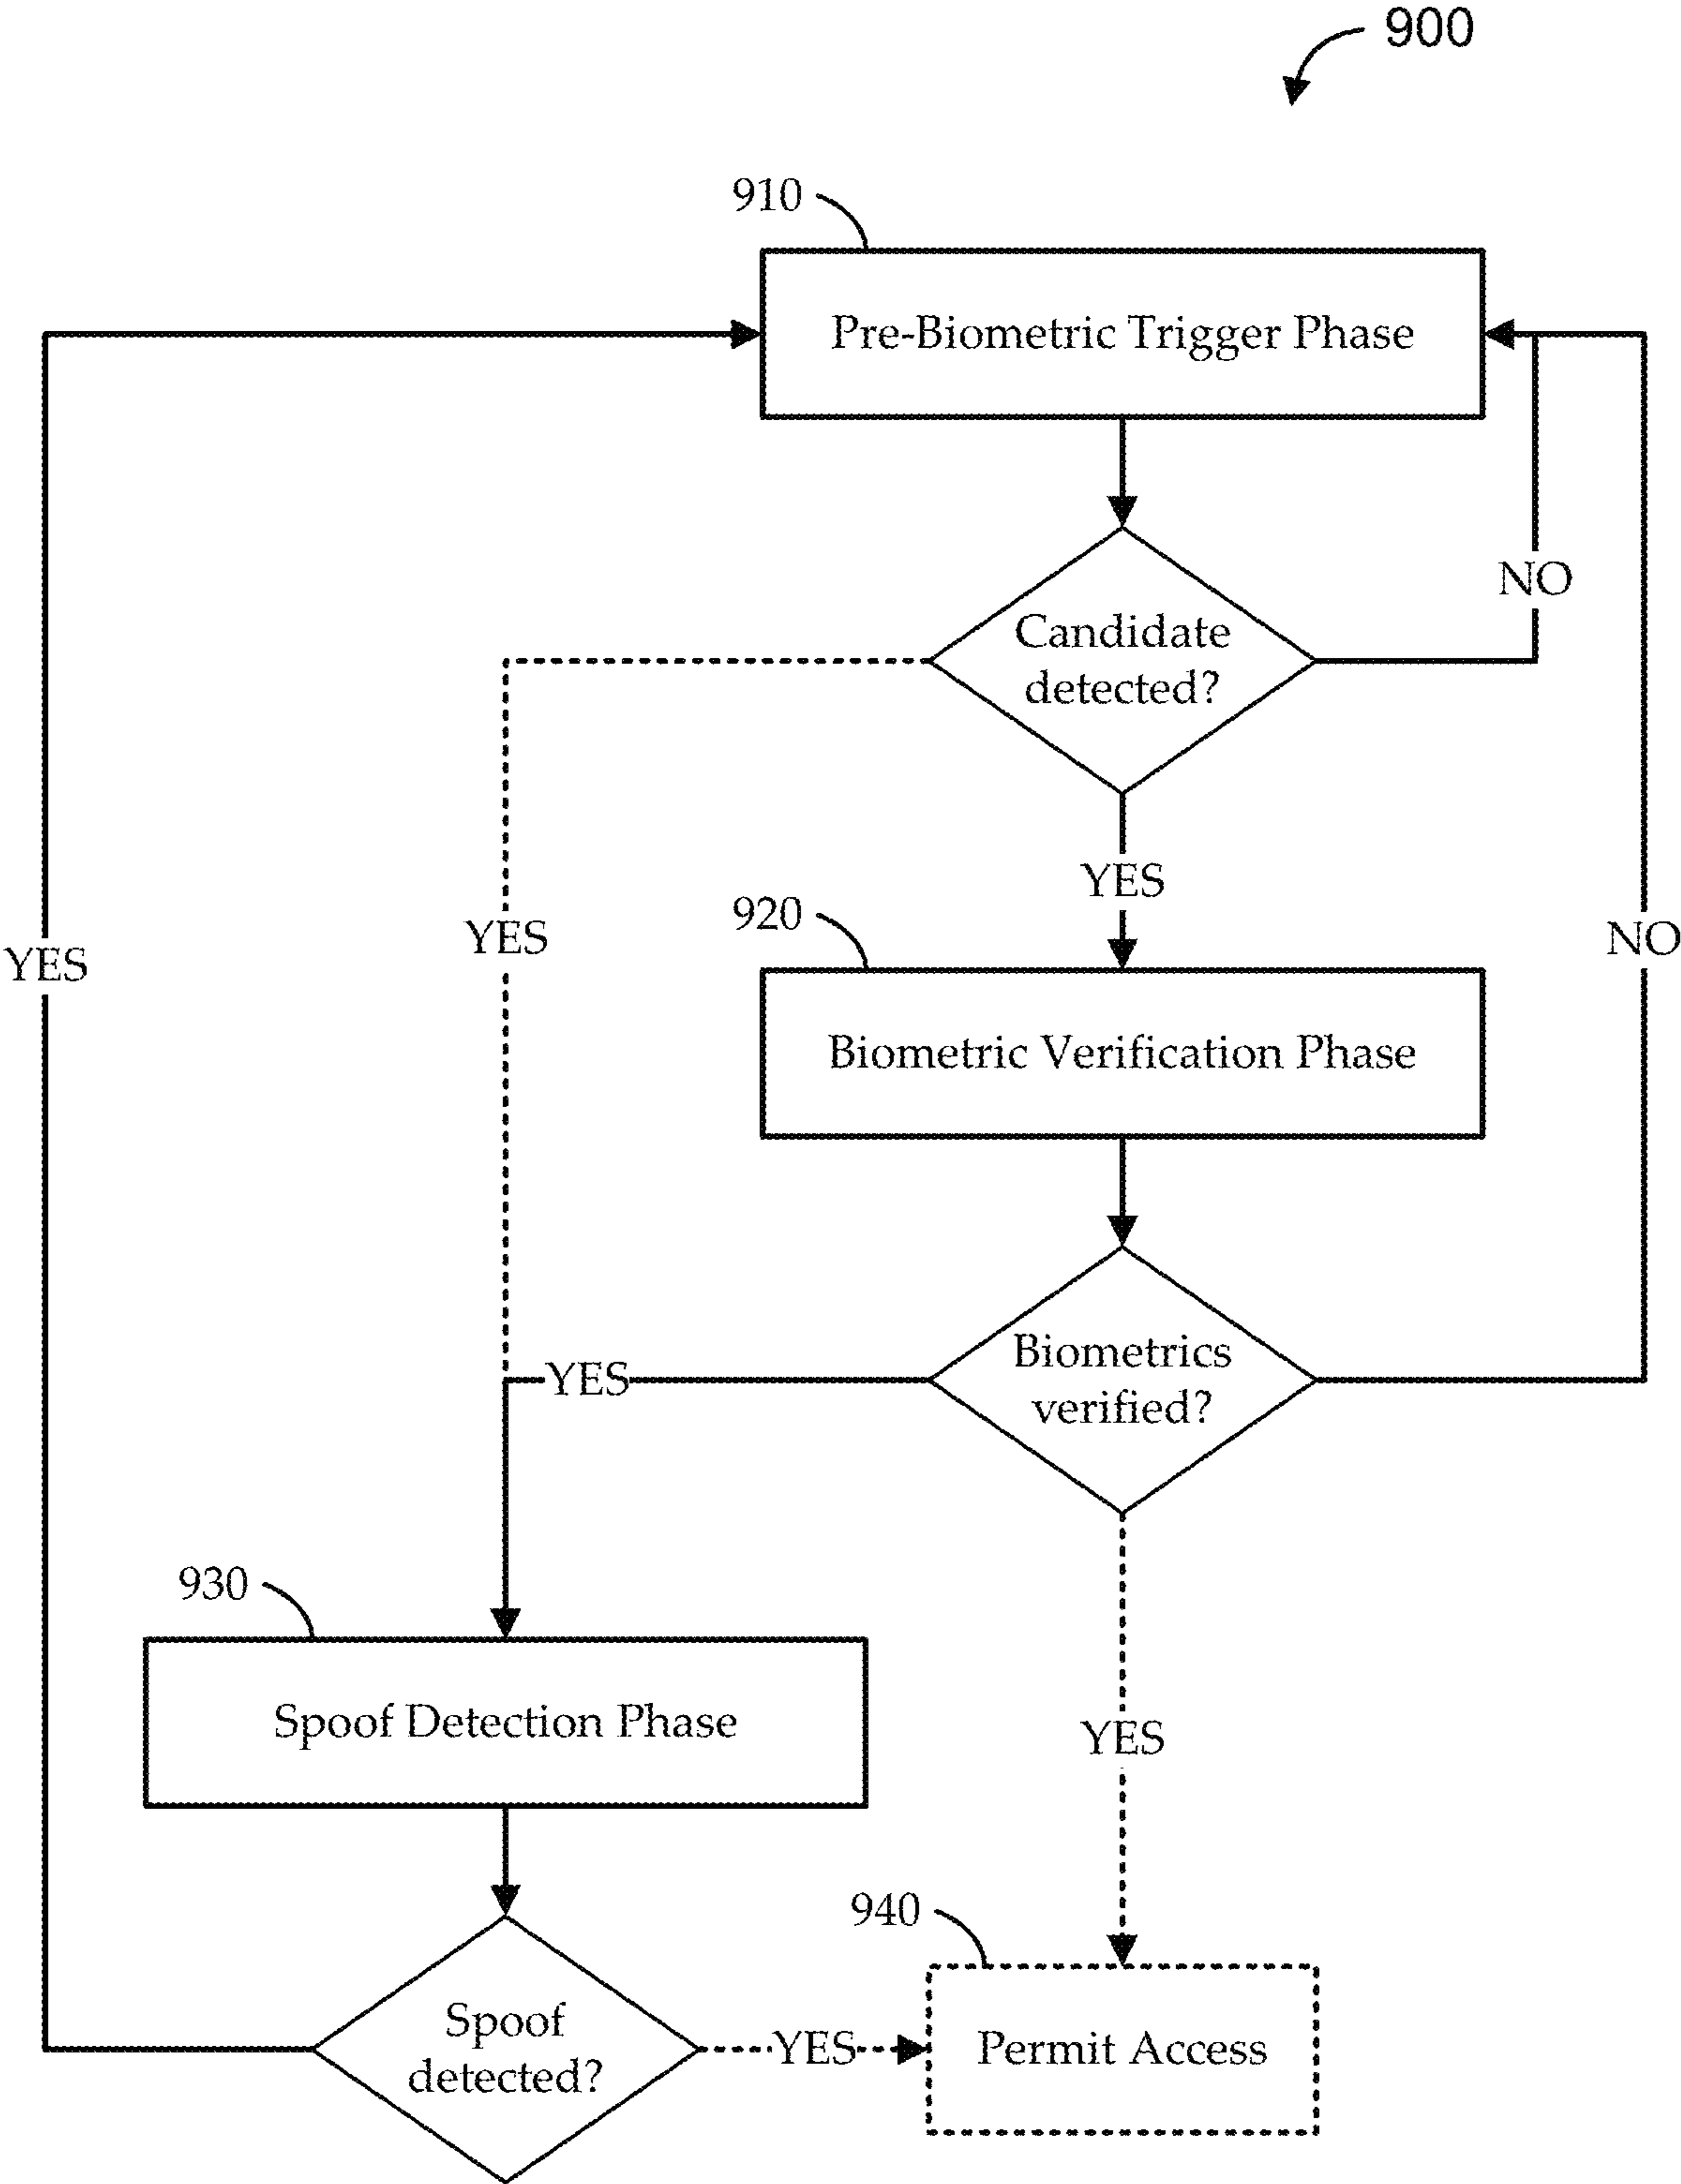 900
910
Pre-Biometric Trigger Phase
NO
Candidate
detected?
YES
920
YES
NO
YES
Biometric Verification Phase
Biometrics
verified?
YES
930
Spoof Detection Phase
YES
940
Spoof
detected?
YES
Permit Access